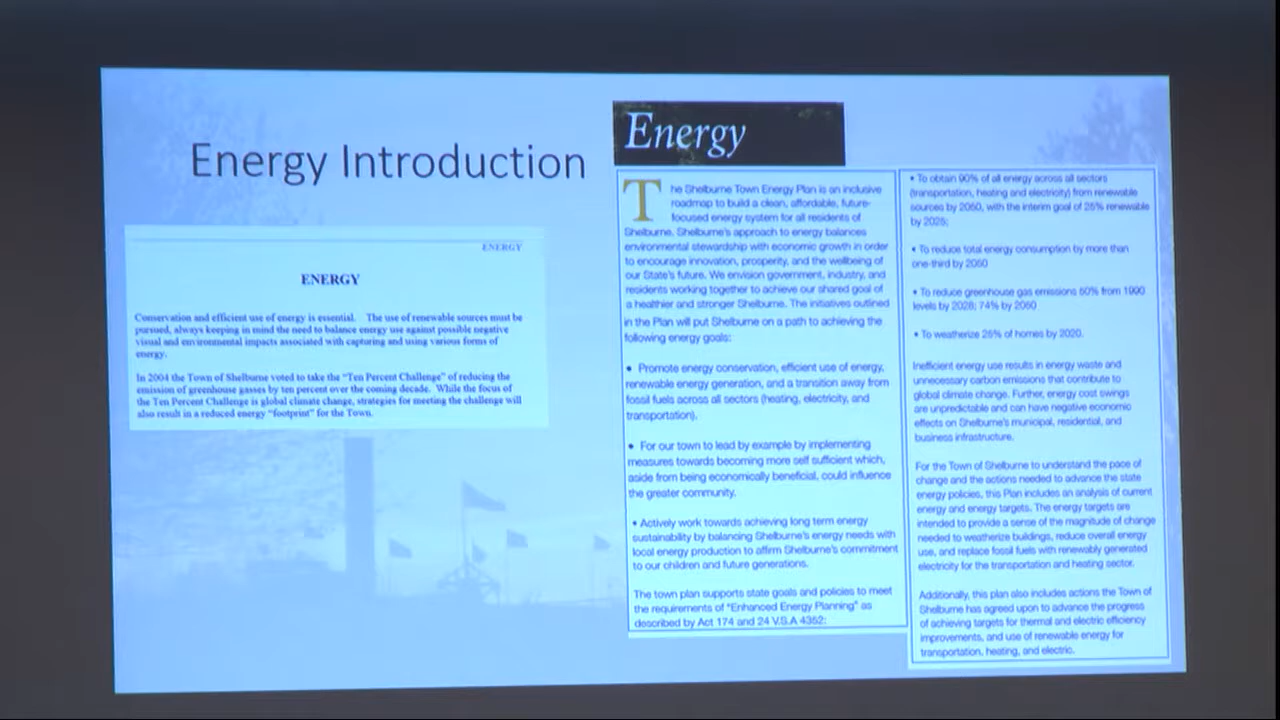 Energy Introduction
ENERGY
ENERGY
Conservation and efficient use of energy is essential. The use of renewable sources must be
pursued, always keeping in mind the need to balance energy use against possible negative
visual and environmental impacts associated with capturing and using various forms of
energy.
In 2004 the Town of Shelburne voted to take the “Ten Percent Challenge” of reducing the
emission of greenhouse gasses by ten percent over the coming decade. While the focus of
the Ten Percent Challenge is global climate change, strategies for meeting the challenge will
also result in a reduced energy “footprint” for the Town.
Energy
The Shelburne Town Energy Plan is an inclusive
roadmap to build a clean, affordable, future-
focused energy system for all residents of
Shelburne. Shelburne's approach to energy balances
environmental stewardship with economic growth in order
to encourage innovation, prosperity, and the wellbeing of
our State's future. We envision government, industry, and
residents working together to achieve our shared goal of
a healthier and stronger Shelburne. The initiatives outlined
in the Plan will put Shelburne on a path to achieving the
following energy goals:
• Promote energy conservation, efficient use of energy,
renewable energy generation, and a transition away from
fossil fuels across all sectors (heating, electricity, and
transportation).
• For our town to lead by example by implementing
measures towards becoming more self sufficient which,
aside from being economically beneficial, could influence
the greater community.
• Actively work towards achieving long term energy
sustainability by balancing Shelburne's energy needs with
local energy production to affirm Shelburne's commitment
to our children and future generations.
The town plan supports state goals and policies to meet
the requirements of "Enhanced Energy Planning" as
described by Act 174 and 24 V.S.A 4352:
• To obtain 90% of all energy across all sectors
(transportation, heating and electricity) from renewable
sources by 2050, with the interim goal of 25% renewable
by 2025;
• To reduce total energy consumption by more than
one-third by 2050
• To reduce greenhouse gas emissions 50% from 1990
levels by 2028; 74% by 2050
• To weatherize 25% of homes by 2020.
Inefficient energy use results in energy waste and
unnecessary carbon emissions that contribute to
global climate change. Further, energy cost swings
are unpredictable and can have negative economic
effects on Shelburne's municipal, residential, and
business infrastructure.
For the Town of Shelburne to understand the pace of
change and the actions needed to advance the state
energy policies, this Plan includes an analysis of current
energy and energy targets. The energy targets are
intended to provide a sense of the magnitude of change
needed to weatherize buildings, reduce overall energy
use, and replace fossil fuels with renewably generated
electricity for the transportation and heating sector.
Additionally, this plan also includes actions the Town of
Shelburne has agreed upon to advance the progress
of achieving targets for thermal and electric efficiency
improvements, and use of renewable energy for
transportation, heating, and electric.